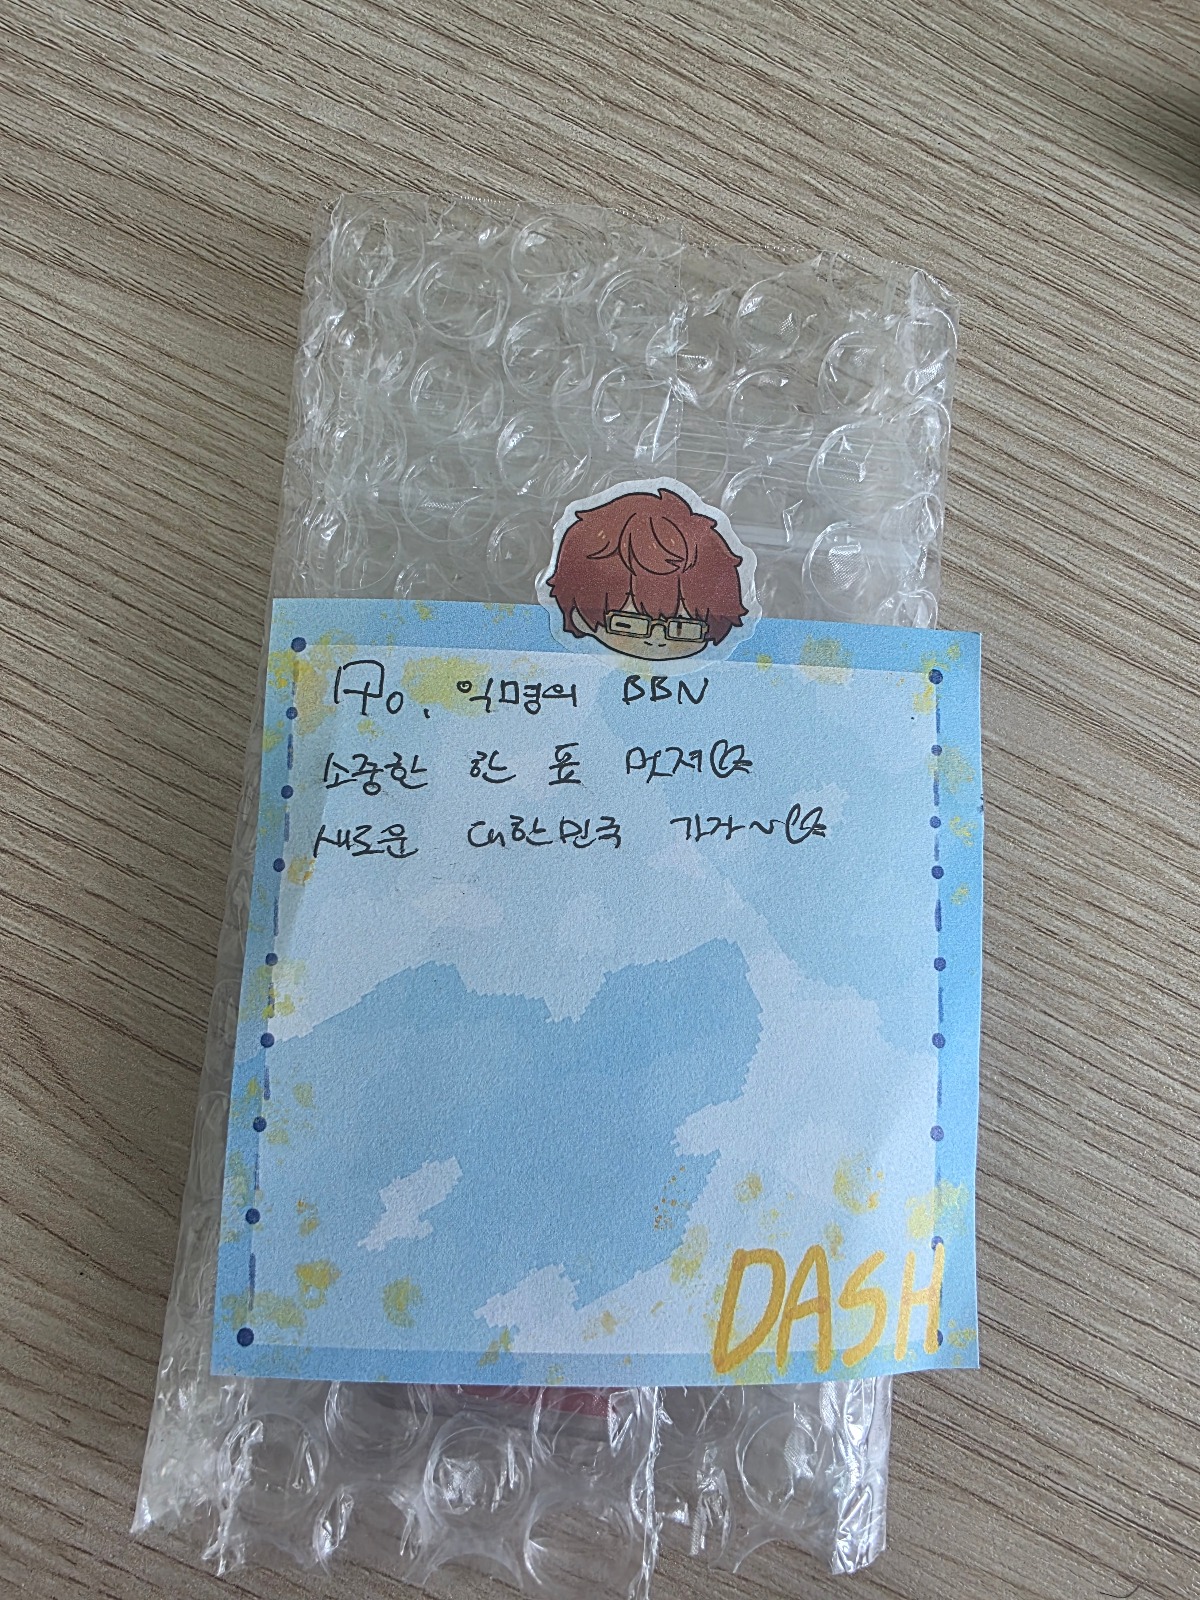 To. 익명의 BBN
소중한 한 표 멋져👍
새로운 대한민국 가자~👍
DASH